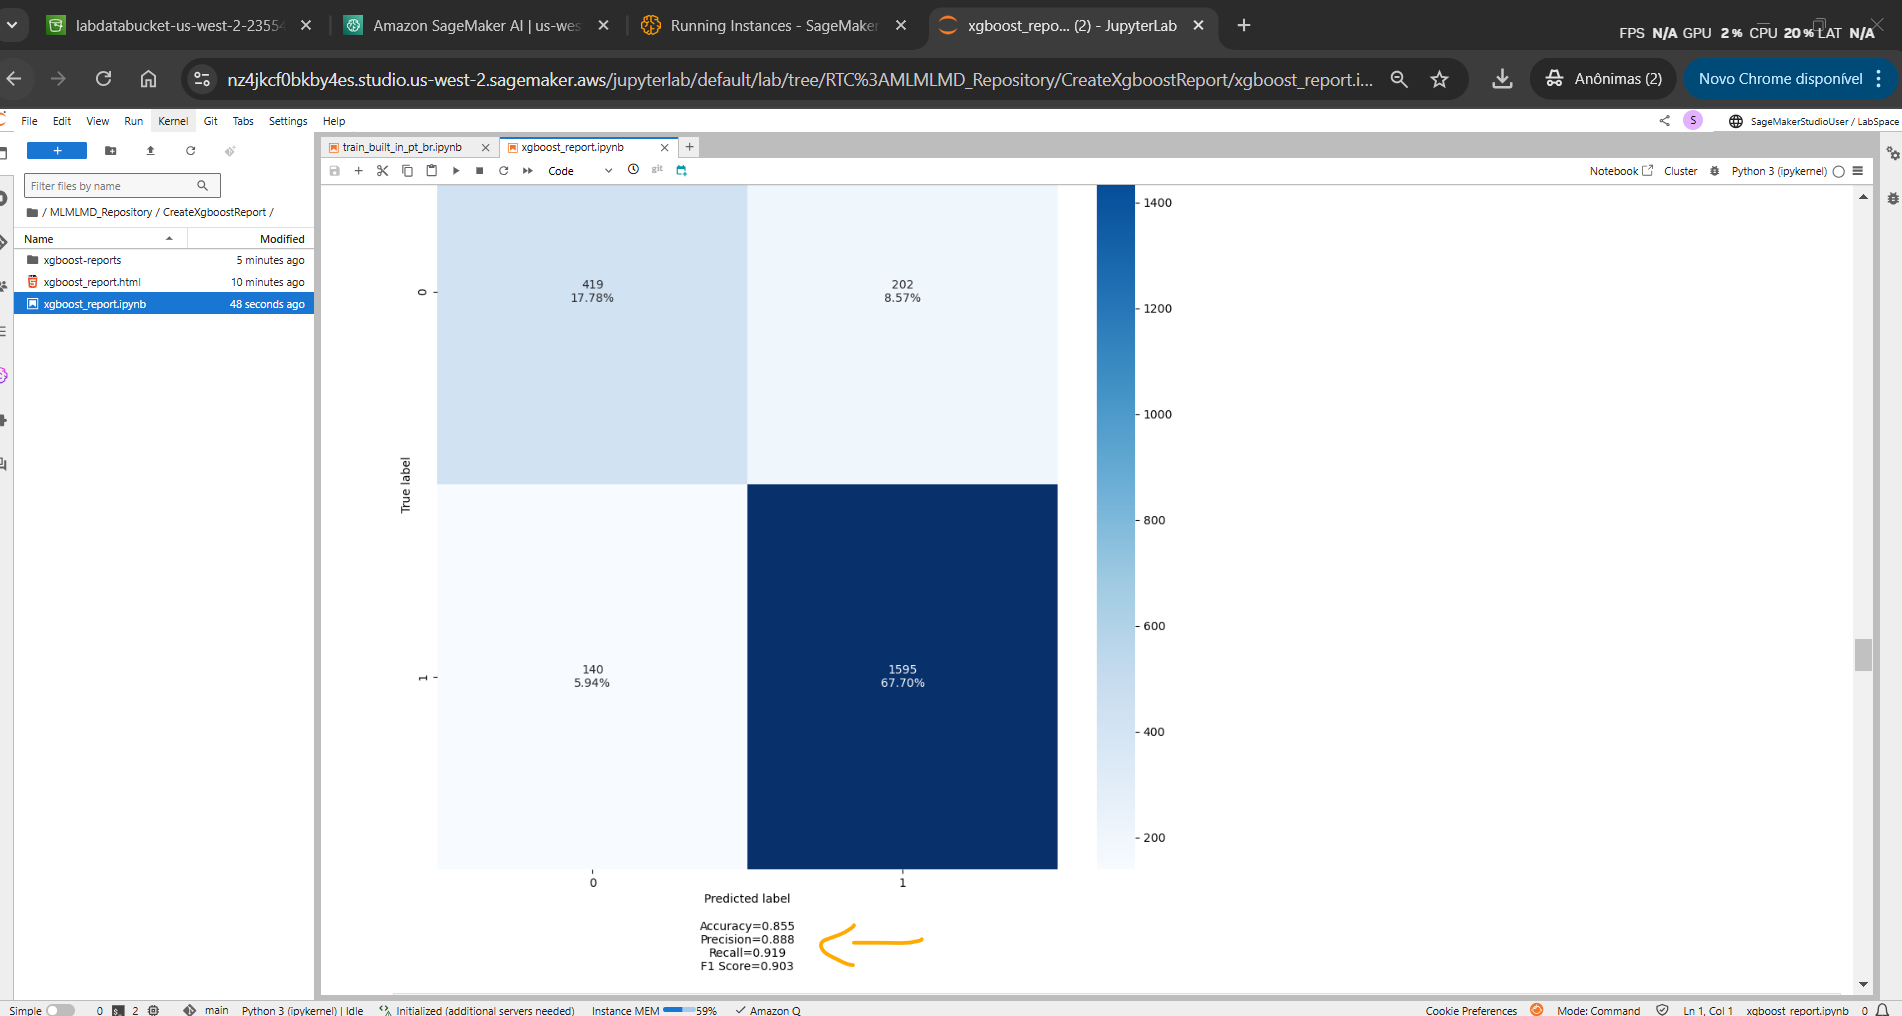 labdatabucket-us-west-2-23554
Amazon SageMaker AI | us-wes
Running Instances - SageMaker
xgboost_repo... (2) - JupyterLab
FPS N/A GPU 2 % CPU 20 % LAT N/A
nz4jkcf0bkby4es.studio.us-west-2.sagemaker.aws/jupyterlab/default/lab/tree/RTC%3AMLMLMD_Repository/CreateXgboostReport/xgboost_report.i...
Anônimas (2)
Novo Chrome disponível
File Edit View Run Kernel Git Tabs Settings Help
S
SageMakerStudioUser / LabSpace
Filter files by name
/ MLMLMD_Repository / CreateXgboostReport /
Name Modified
xgboost-reports 5 minutes ago
xgboost_report.html 10 minutes ago
xgboost_report.ipynb 48 seconds ago
train_built_in_pt_br.ipynb
xgboost_report.ipynb
Code
git
Notebook
Cluster
Python 3 (ipykernel)
True label
0
1
419
17.78%
202
8.57%
140
5.94%
1595
67.70%
1400
1200
1000
800
600
400
200
0
1
Predicted label
Accuracy=0.855
Precision=0.888
Recall=0.919
F1 Score=0.903
Simple
0
2
main
Python 3 (ipykernel) | Idle
Initialized (additional servers needed)
Instance MEM
59%
Amazon Q
Cookie Preferences
Mode: Command
Ln 1, Col 1
xgboost_report.ipynb
0